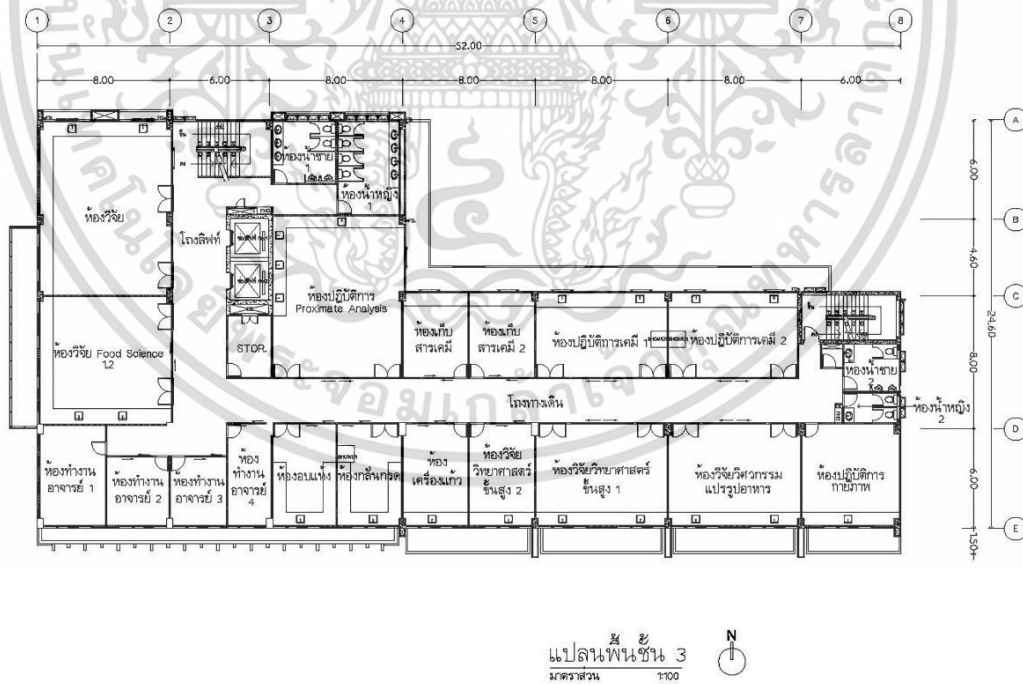 1 2 3 4 5 6 7 8
52.00
8.00 6.00 8.00 8.00 8.00 8.00 6.00
A
B
C
D
E
6.00
4.60
8.00
6.00
1.50
24.60
ห้องวิจัย
โถงลิฟท์
ห้องน้ำชาย
1
ห้องน้ำหญิง
1
ห้องปฏิบัติการ
Proximate Analysis
ห้องวิจัย Food Science
1,2
STOR.
ห้องเก็บ
สารเคมี
ห้องเก็บ
สารเคมี 2
ห้องปฏิบัติการเคมี 1
ห้องปฏิบัติการเคมี 2
ห้องน้ำชาย
2
ห้องน้ำหญิง
2
โถงทางเดิน
ห้องทำงาน
อาจารย์ 1
ห้องทำงาน
อาจารย์ 2
ห้องทำงาน
อาจารย์ 3
ห้อง
ทำงาน
อาจารย์
4
ห้องอบแห้ง
ห้องกลั่นกรด
SHOWER
ห้อง
เครื่องแก้ว
ห้องวิจัย
วิทยาศาสตร์
ชั้นสูง 2
ห้องวิจัยวิทยาศาสตร์
ชั้นสูง 1
ห้องวิจัยวิศวกรรม
แปรรูปอาหาร
ห้องปฏิบัติการ
กายภาพ
แปลนพื้นชั้น 3
มาตราส่วน 1:100
N